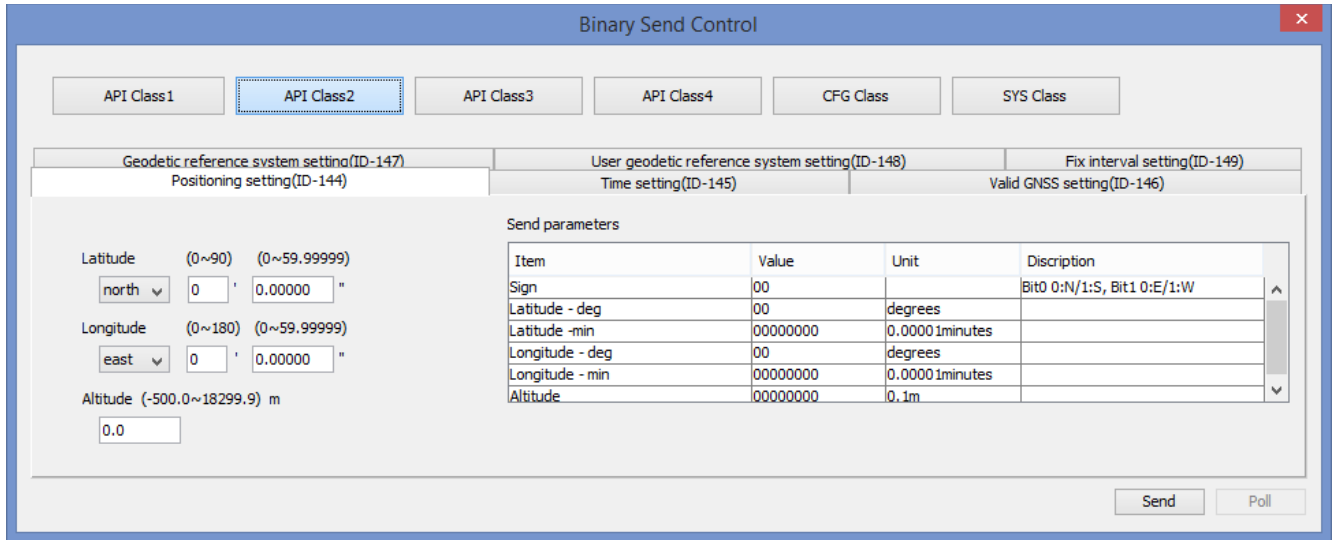 Binary Send Control
API Class1 API Class2 API Class3 API Class4 CFG Class SYS Class
Geodetic reference system setting(ID-147) User geodetic reference system setting(ID-148) Fix interval setting(ID-149)
Positioning setting(ID-144) Time setting(ID-145) Valid GNSS setting(ID-146)
Latitude (0~90) (0~59.99999)
north 0 ' 0.00000 "
Longitude (0~180) (0~59.99999)
east 0 ' 0.00000 "
Altitude (-500.0~18299.9) m
0.0
Send parameters
Item Value Unit Discription
Sign 00 Bit0 0:N/1:S, Bit1 0:E/1:W
Latitude - deg 00 degrees
Latitude -min 00000000 0.00001minutes
Longitude - deg 00 degrees
Longitude - min 00000000 0.00001minutes
Altitude 00000000 0.1m
Send Poll